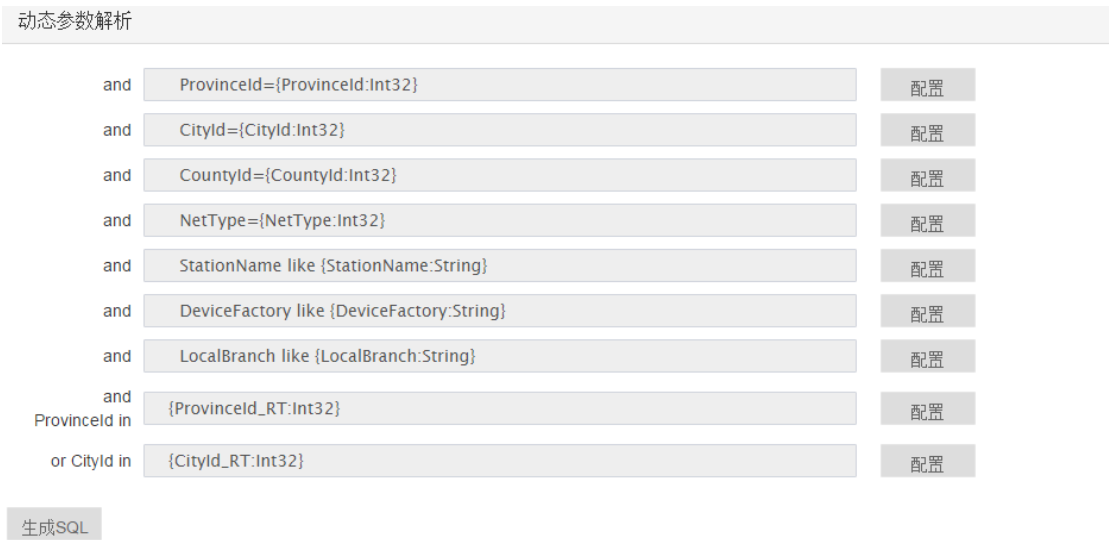 动态参数解析
and ProvinceId={ProvinceId:Int32} 配置
and CityId={CityId:Int32} 配置
and CountyId={CountyId:Int32} 配置
and NetType={NetType:Int32} 配置
and StationName like {StationName:String} 配置
and DeviceFactory like {DeviceFactory:String} 配置
and LocalBranch like {LocalBranch:String} 配置
and
ProvinceId in {ProvinceId_RT:Int32} 配置
or CityId in {CityId_RT:Int32} 配置
生成SQL